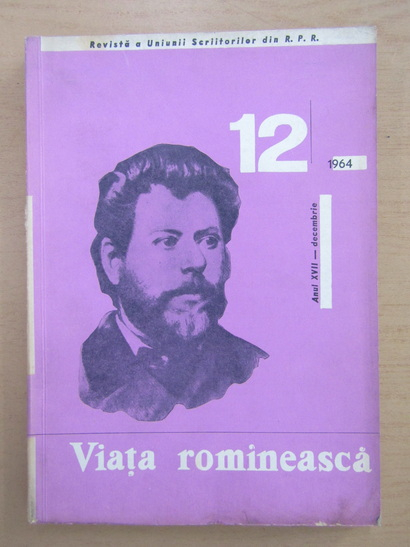 Revistă a Uniunii Scriitorilor din R. P. R.
12
1964
Anul XVII — decembrie
Viața romînească